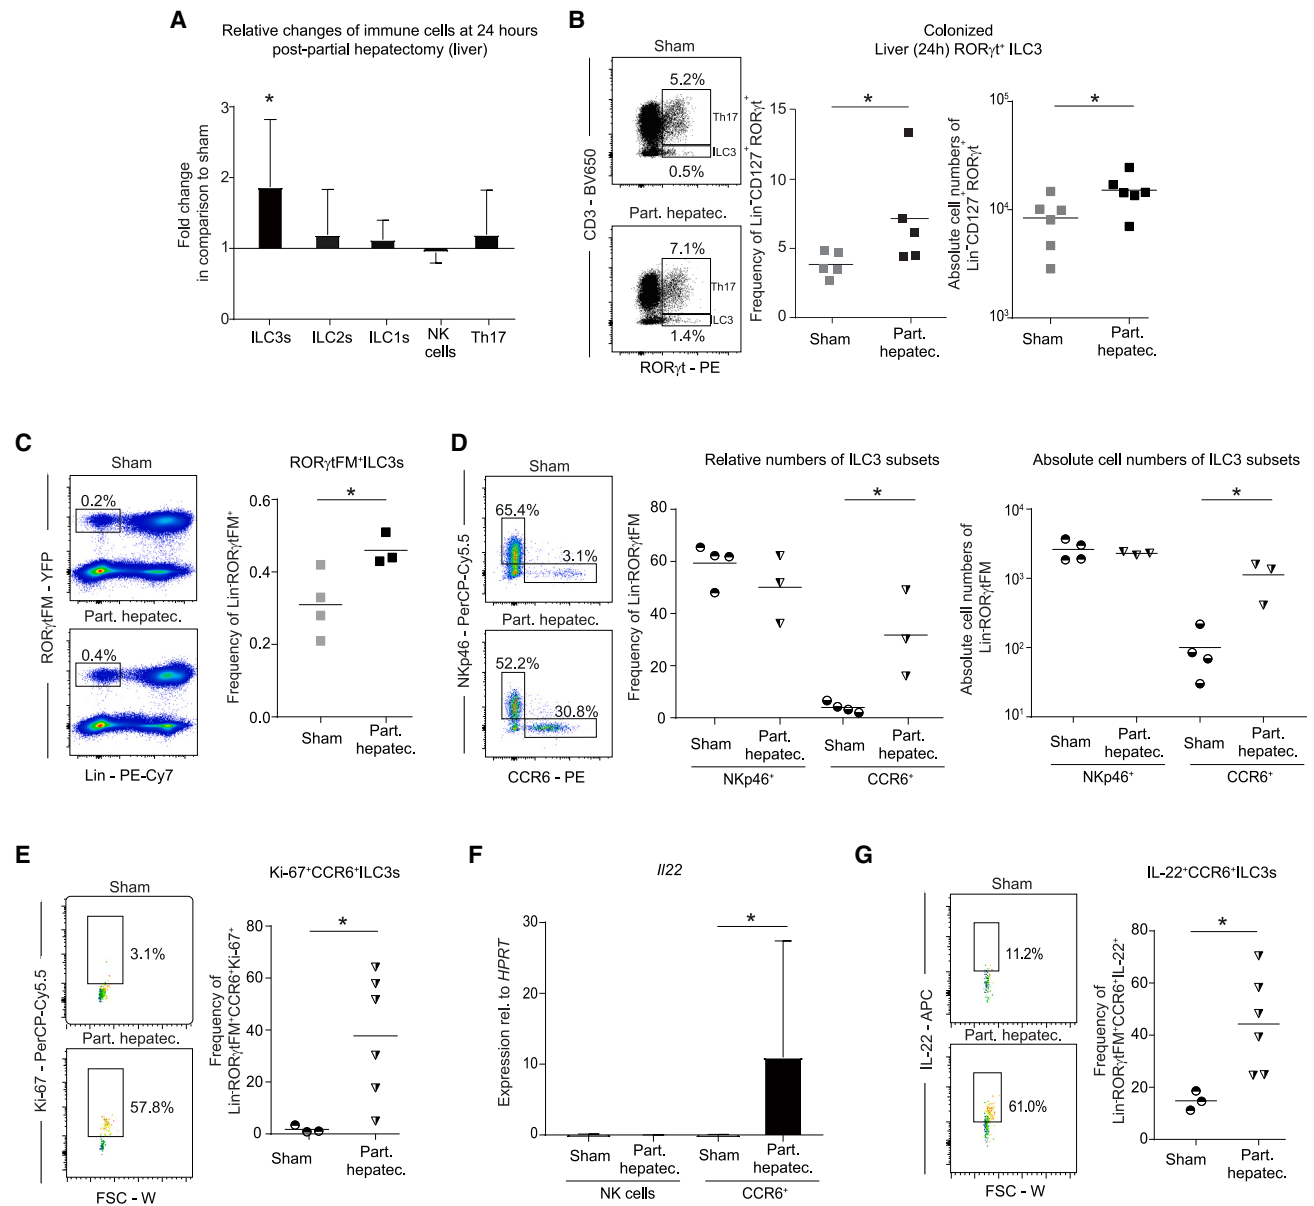 A
Relative changes of immune cells at 24 hours
post-partial hepatectomy (liver)
Fold change
in comparison to sham
3
2
1
0
*
ILC3s
ILC2s
ILC1s
NK
cells
Th17
B
Colonized
Liver (24h) RORγt⁺ ILC3
Sham
5.2%
Th17
ILC3
0.5%
Part. hepatec.
7.1%
Th17
ILC3
1.4%
CD3 - BV650
RORγt - PE
Frequency of Lin⁻CD127⁺RORγt⁺
15
10
5
0
*
Sham
Part.
hepatec.
Absolute cell numbers of
Lin⁻CD127⁺RORγt⁺
10⁵
10⁴
10³
*
Sham
Part.
hepatec.
C
Sham
0.2%
Part. hepatec.
0.4%
RORγtFM - YFP
Lin - PE-Cy7
RORγtFM⁺ILC3s
Frequency of Lin⁻RORγtFM⁺
0.6
0.4
0.2
0.0
*
Sham
Part.
hepatec.
D
Sham
65.4%
3.1%
Part. hepatec.
52.2%
30.8%
NKp46 - PerCP-Cy5.5
CCR6 - PE
Relative numbers of ILC3 subsets
Frequency of Lin⁻RORγtFM
80
60
40
20
0
*
Sham
Part.
hepatec.
Sham
Part.
hepatec.
NKp46⁺
CCR6⁺
Absolute cell numbers of ILC3 subsets
Absolute cell numbers of
Lin⁻RORγtFM
10⁴
10³
10²
10¹
*
Sham
Part.
hepatec.
Sham
Part.
hepatec.
NKp46⁺
CCR6⁺
E
Sham
3.1%
Part. hepatec.
57.8%
Ki-67 - PerCP-Cy5.5
FSC - W
Ki-67⁺CCR6⁺ILC3s
Frequency of
Lin⁻RORγtFM⁺CCR6⁺Ki-67⁺
80
60
40
20
0
*
Sham
Part.
hepatec.
F
Il22
Expression rel. to HPRT
30
20
10
0
*
Sham
Part.
hepatec.
Sham
Part.
hepatec.
NK cells
CCR6⁺
G
Sham
11.2%
Part. hepatec.
61.0%
IL-22 - APC
FSC - W
IL-22⁺CCR6⁺ILC3s
Frequency of
Lin⁻RORγtFM⁺CCR6⁺IL-22⁺
80
60
40
20
0
*
Sham
Part.
hepatec.